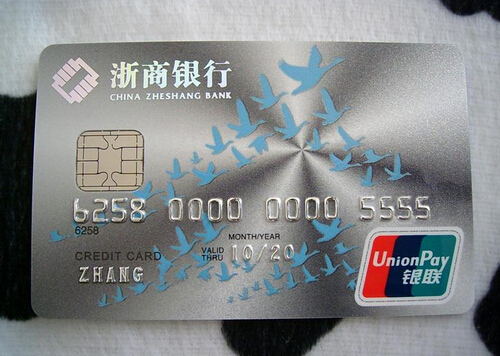 浙商银行
CHINA ZHESHANG BANK
6258 0000 0000 5555
6258
MONTH/YEAR
CREDIT CARD
VALID THRU 10/20
ZHANG
UnionPay
银联